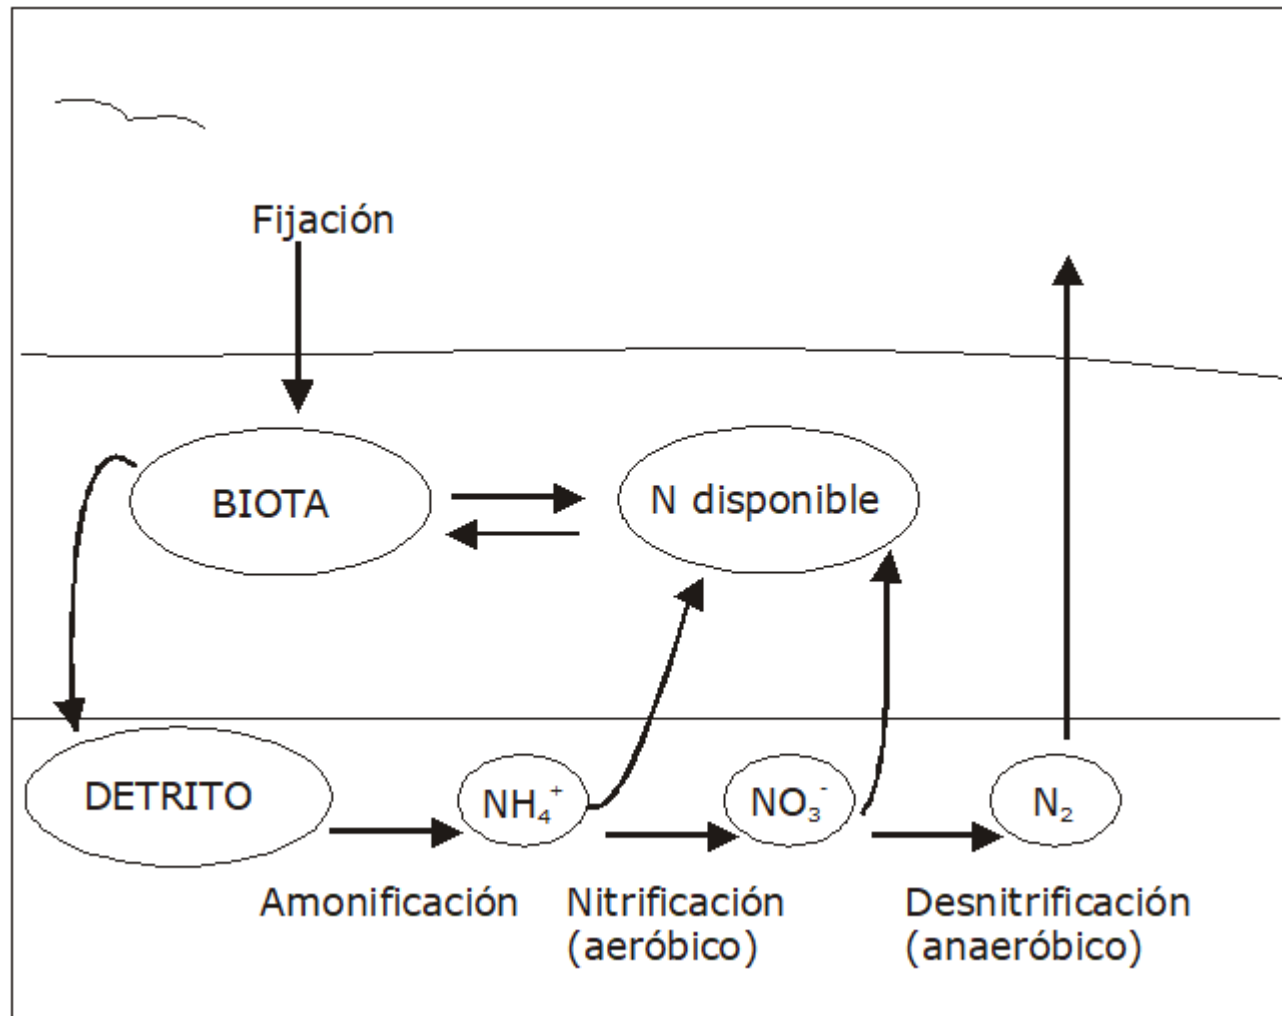 Fijación
BIOTA
N disponible
DETRITO
NH₄⁺
NO₃⁻
N₂
Amonificación
Nitrificación
(aeróbico)
Desnitrificación
(anaeróbico)